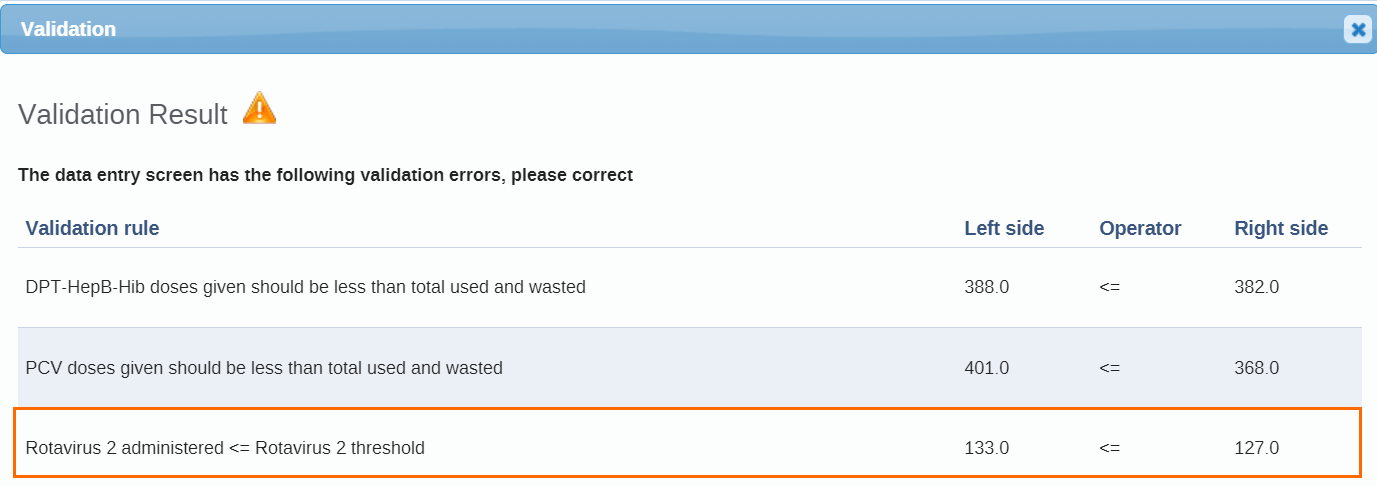 Validation
Validation Result
The data entry screen has the following validation errors, please correct
Validation rule Left side Operator Right side
DPT-HepB-Hib doses given should be less than total used and wasted 388.0 <= 382.0
PCV doses given should be less than total used and wasted 401.0 <= 368.0
Rotavirus 2 administered <= Rotavirus 2 threshold 133.0 <= 127.0